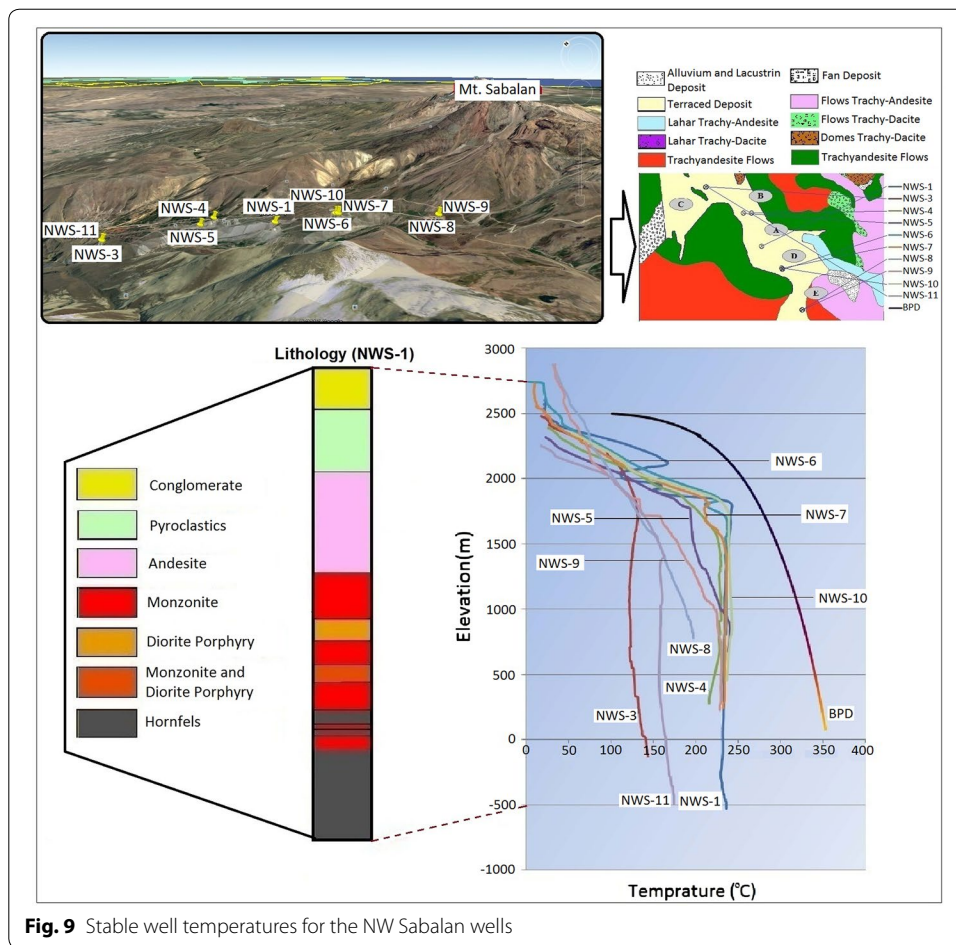 Mt. Sabalan
NWS-10
NWS-4
NWS-1
NWS-7
NWS-9
NWS-11
NWS-5
NWS-6
NWS-8
NWS-3
Alluvium and Lacustrin
Deposit
Terraced Deposit
Lahar Trachy-Andesite
Lahar Trachy-Dacite
Trachyandesite Flows
Fan Deposit
Flows Trachy-Andesite
Flows Trachy-Dacite
Domes Trachy-Dacite
Trachyandesite Flows
C
B
A
D
E
NWS-1
NWS-3
NWS-4
NWS-5
NWS-6
NWS-7
NWS-8
NWS-9
NWS-10
NWS-11
BPD
Lithology (NWS-1)
Conglomerate
Pyroclastics
Andesite
Monzonite
Diorite Porphyry
Monzonite and
Diorite Porphyry
Hornfels
3000
2500
2000
1500
1000
500
0
-500
-1000
Elevation(m)
50 100 150 200 250 300 350 400
NWS-6
NWS-5
NWS-7
NWS-9
NWS-10
NWS-8
NWS-4
NWS-3
BPD
NWS-11
NWS-1
Temprature (°C)
Fig. 9 Stable well temperatures for the NW Sabalan wells